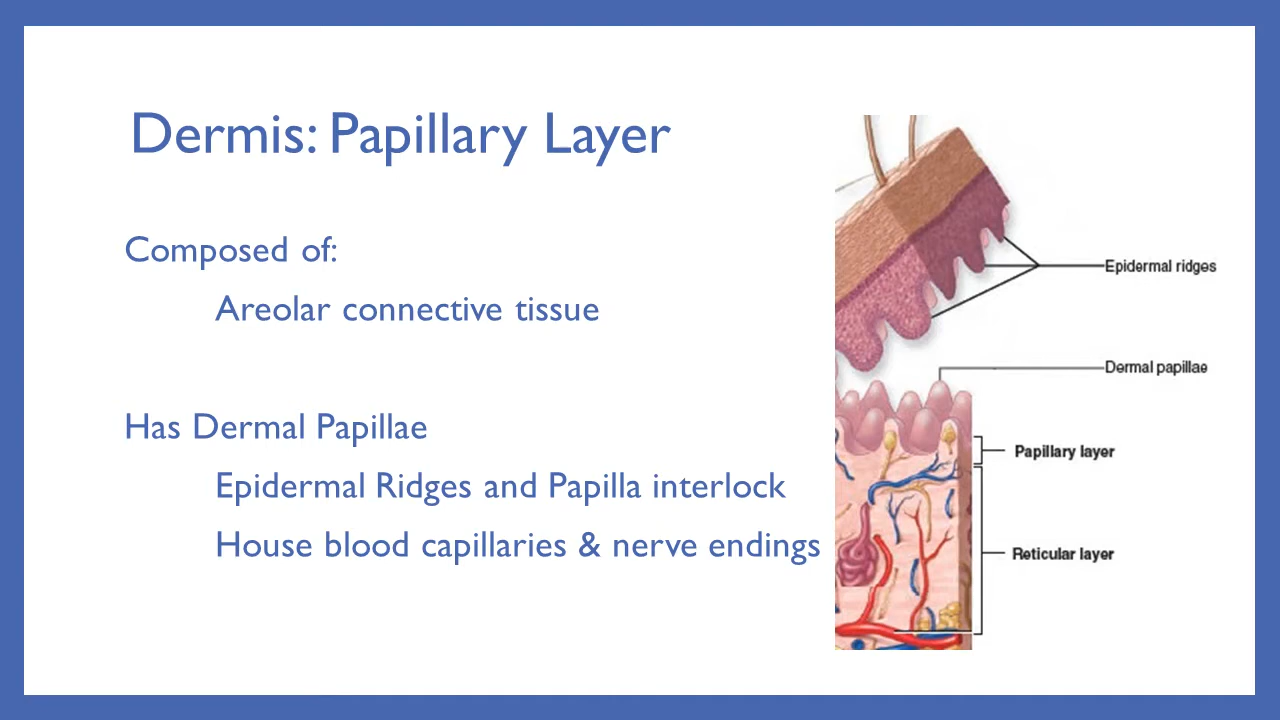 Dermis: Papillary Layer
Composed of:
Areolar connective tissue
Has Dermal Papillae
Epidermal Ridges and Papilla interlock
House blood capillaries & nerve endings
Epidermal ridges
Dermal papillae
Papillary layer
Reticular layer